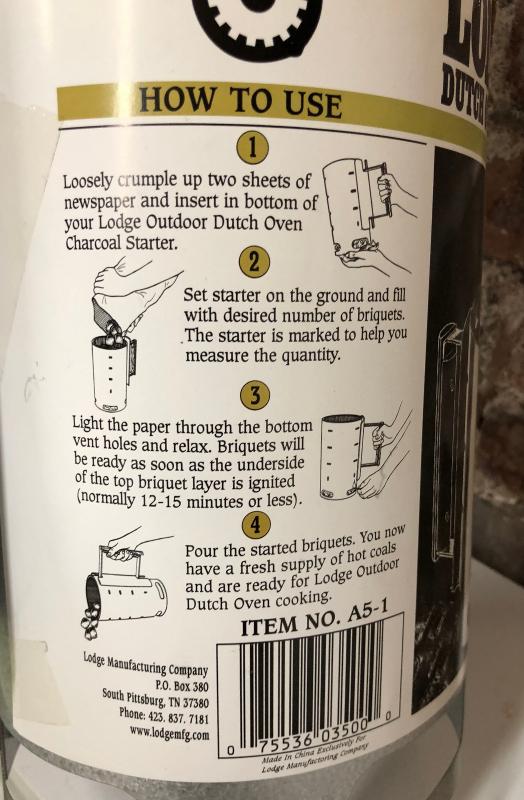 LO
DUTCH
HOW TO USE
1
Loosely crumple up two sheets of
newspaper and insert in bottom of
your Lodge Outdoor Dutch Oven
Charcoal Starter.
2
Set starter on the ground and fill
with desired number of briquets.
The starter is marked to help you
measure the quantity.
3
Light the paper through the bottom
vent holes and relax. Briquets will
be ready as soon as the underside
of the top briquet layer is ignited
(normally 12-15 minutes or less).
4
Pour the started briquets. You now
have a fresh supply of hot coals
and are ready for Lodge Outdoor
Dutch Oven cooking.
ITEM NO. A5-1
Lodge Manufacturing Company
P.O. Box 380
South Pittsburg, TN 37380
Phone: 423. 837. 7181
www.lodgemfg.com
0 75536 03500 0
Made in China Exclusively For
Lodge Manufacturing Company